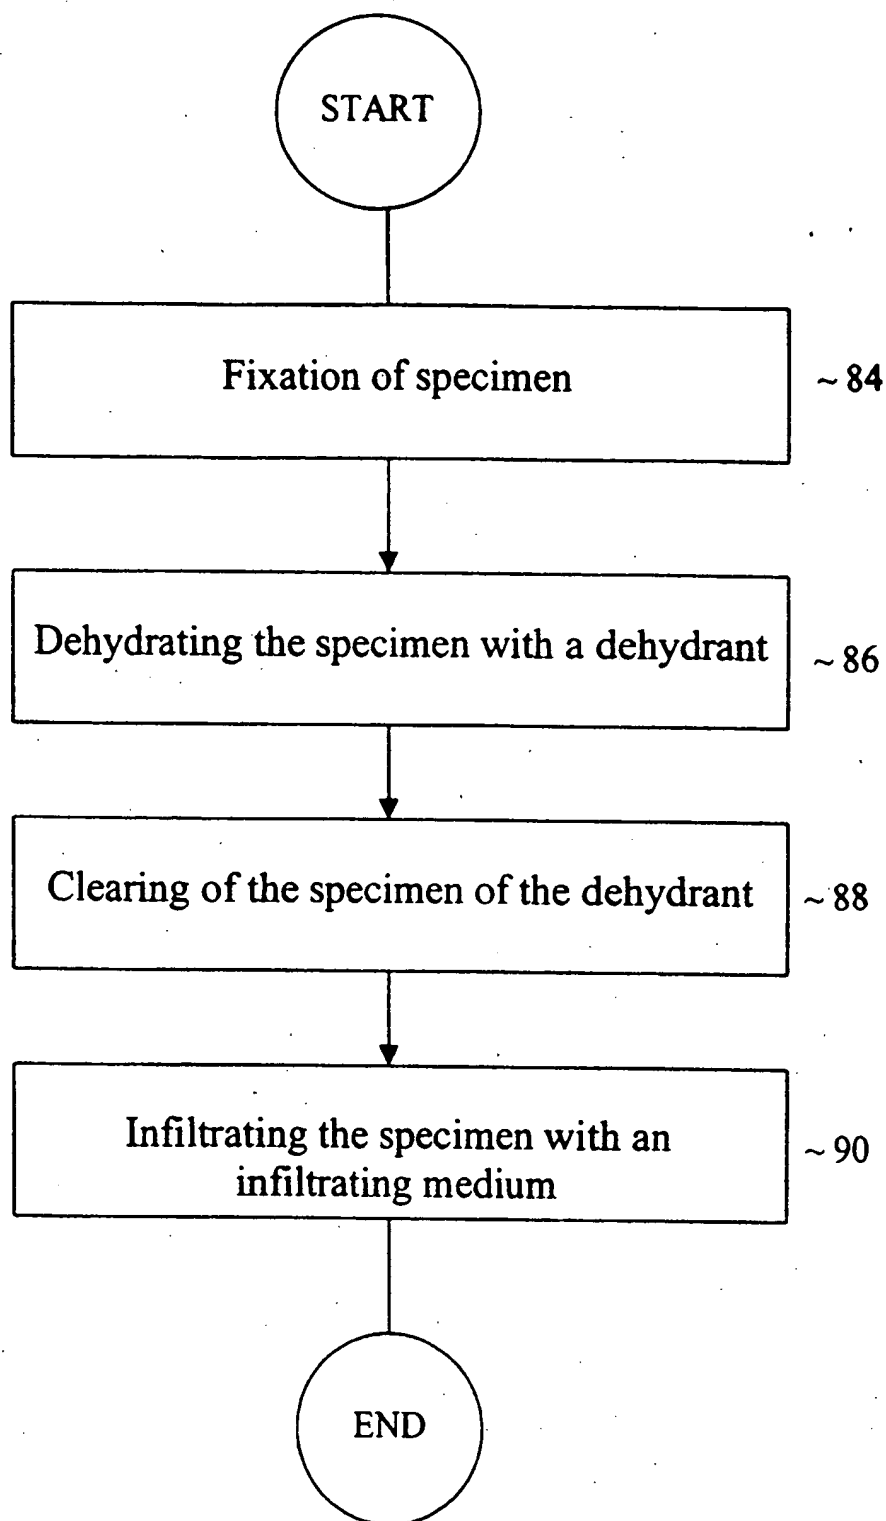 START
Fixation of specimen
~ 84
Dehydrating the specimen with a dehydrant
~ 86
Clearing of the specimen of the dehydrant
~ 88
Infiltrating the specimen with an
infiltrating medium
~ 90
END